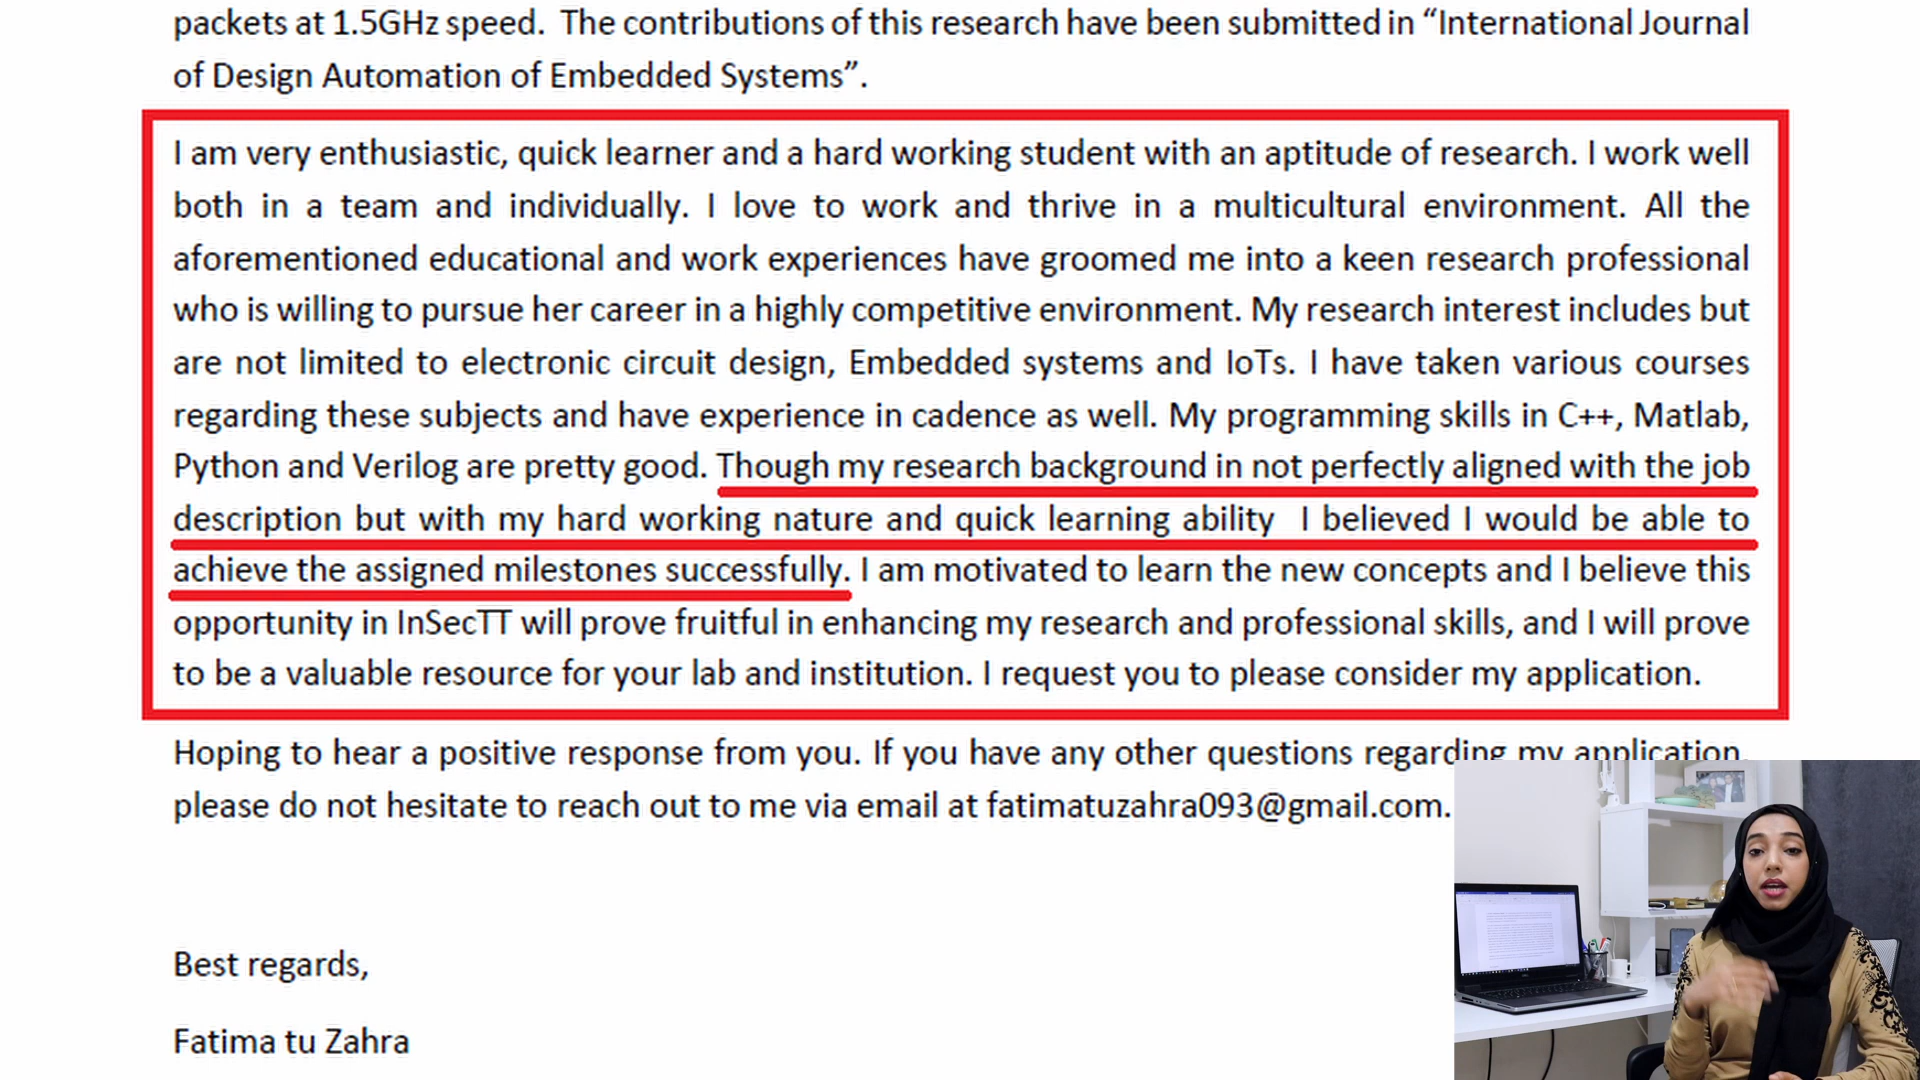 packets at 1.5GHz speed. The contributions of this research have been submitted in “International Journal
of Design Automation of Embedded Systems”.
I am very enthusiastic, quick learner and a hard working student with an aptitude of research. I work well
both in a team and individually. I love to work and thrive in a multicultural environment. All the
aforementioned educational and work experiences have groomed me into a keen research professional
who is willing to pursue her career in a highly competitive environment. My research interest includes but
are not limited to electronic circuit design, Embedded systems and IoTs. I have taken various courses
regarding these subjects and have experience in cadence as well. My programming skills in C++, Matlab,
Python and Verilog are pretty good. Though my research background in not perfectly aligned with the job
description but with my hard working nature and quick learning ability I believed I would be able to
achieve the assigned milestones successfully. I am motivated to learn the new concepts and I believe this
opportunity in InSecTT will prove fruitful in enhancing my research and professional skills, and I will prove
to be a valuable resource for your lab and institution. I request you to please consider my application.
Hoping to hear a positive response from you. If you have any other questions regarding my application,
please do not hesitate to reach out to me via email at fatimatuzahra093@gmail.com.
Best regards,
Fatima tu Zahra